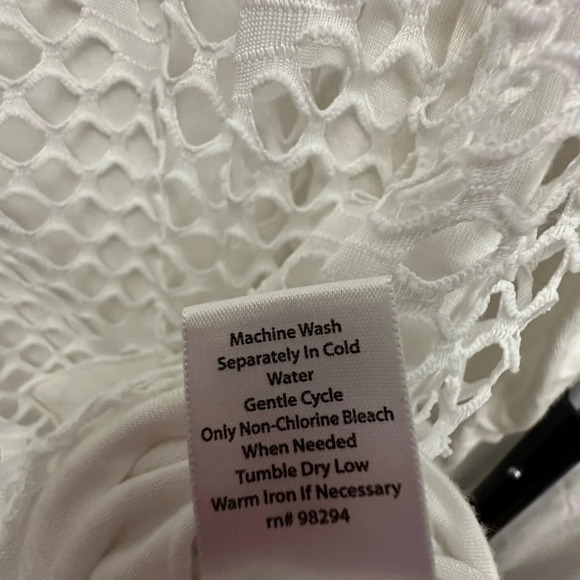 Machine Wash
Separately In Cold
Water
Gentle Cycle
Only Non-Chlorine Bleach
When Needed
Tumble Dry Low
Warm Iron If Necessary
rn# 98294